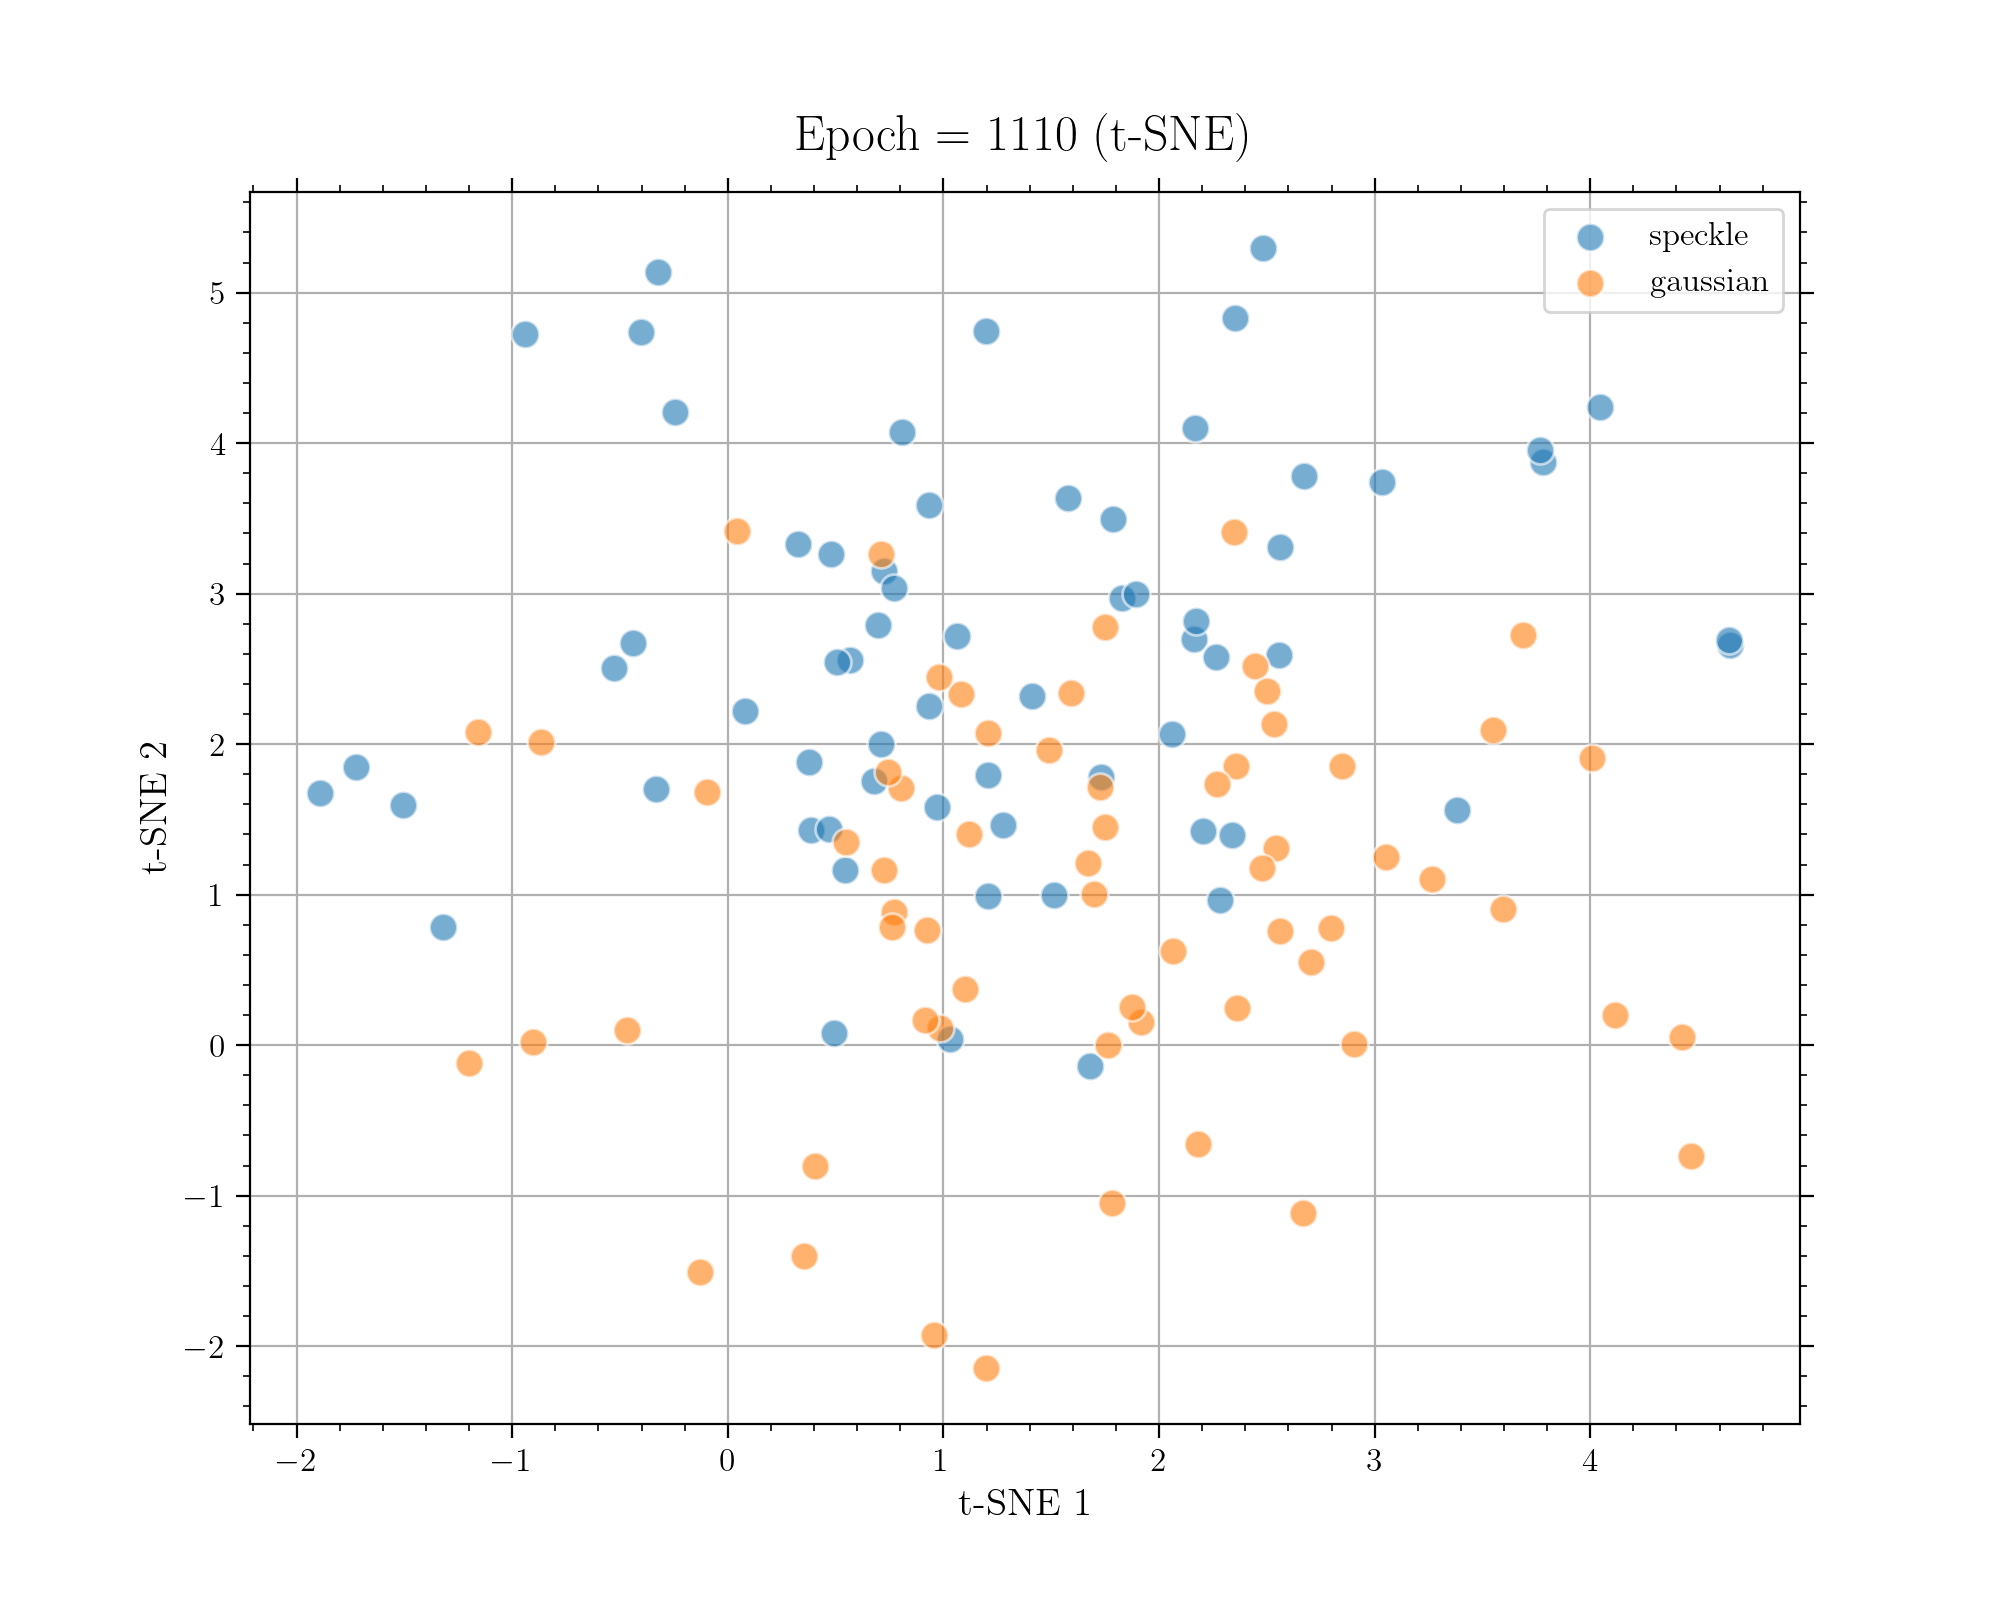 Epoch = 1110 (t-SNE)
speckle
gaussian
5
4
3
2
1
0
−1
−2
t-SNE 2
−2 −1 0 1 2 3 4
t-SNE 1